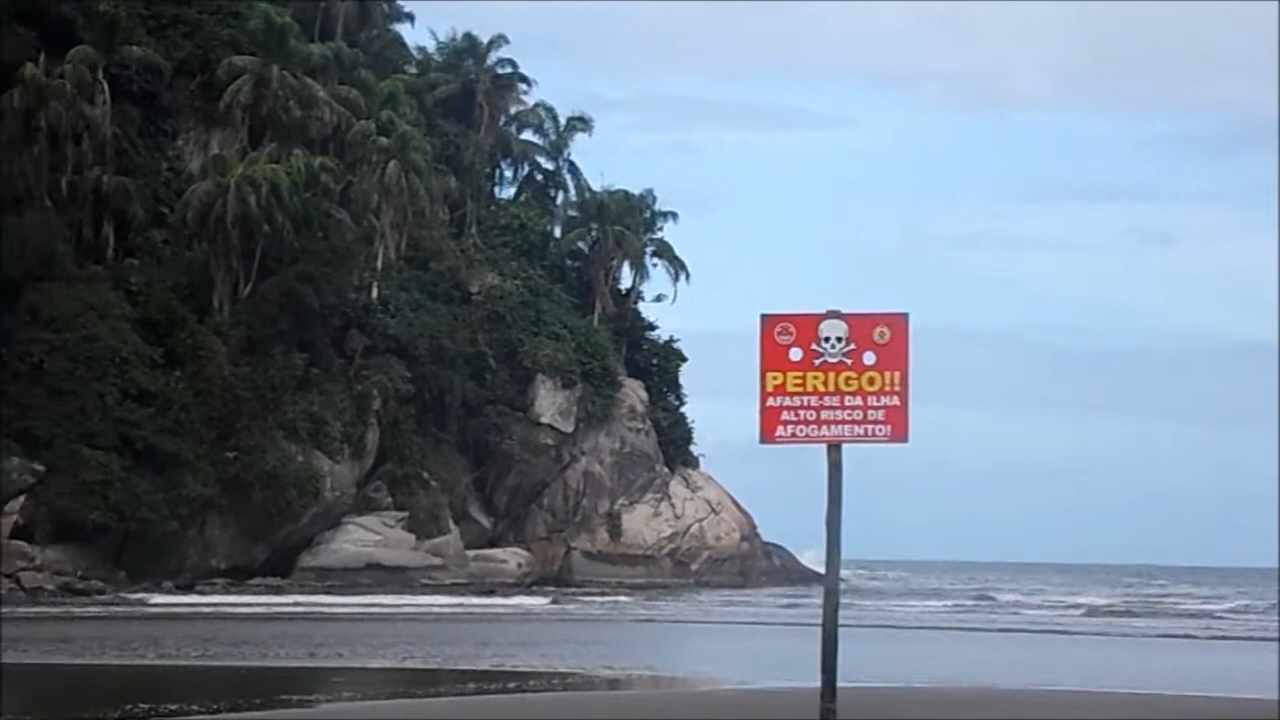 PERIGO!!
AFASTE-SE DA ILHA
ALTO RISCO DE
AFOGAMENTO!